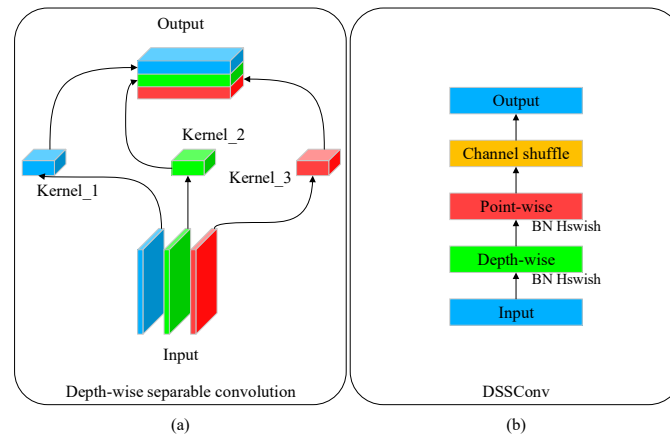 Output
Kernel_2
Kernel_1
Kernel_3
Input
Depth-wise separable convolution
(a)
Output
Channel shuffle
Point-wise
BN Hswish
Depth-wise
BN Hswish
Input
DSSConv
(b)